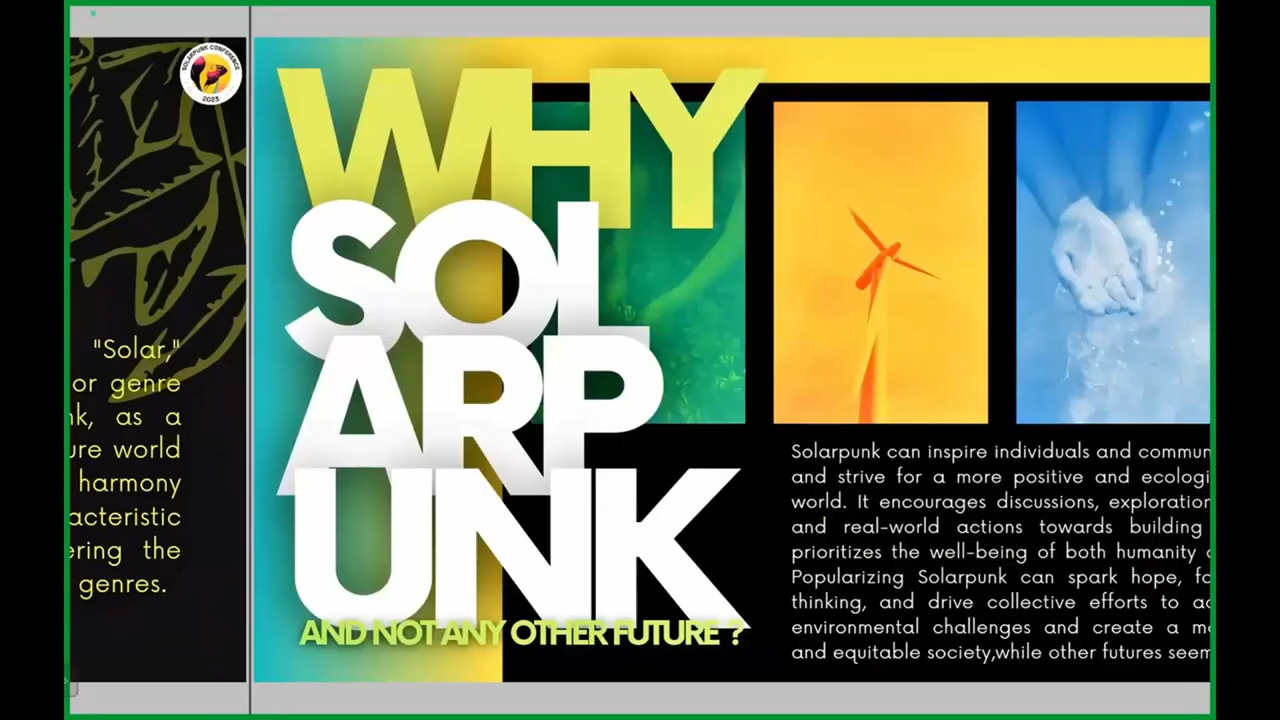 SOLARPUNK CONFERENCE
2023
"Solar,"
or genre
nk, as a
ure world
harmony
acteristic
ering the
genres.
WHY
SOL
ARP
UNK
AND NOT ANY OTHER FUTURE ?
Solarpunk can inspire individuals and commun
and strive for a more positive and ecologi
world. It encourages discussions, exploration
and real-world actions towards building
prioritizes the well-being of both humanity
Popularizing Solarpunk can spark hope, fo
thinking, and drive collective efforts to ac
environmental challenges and create a m
and equitable society,while other futures seem